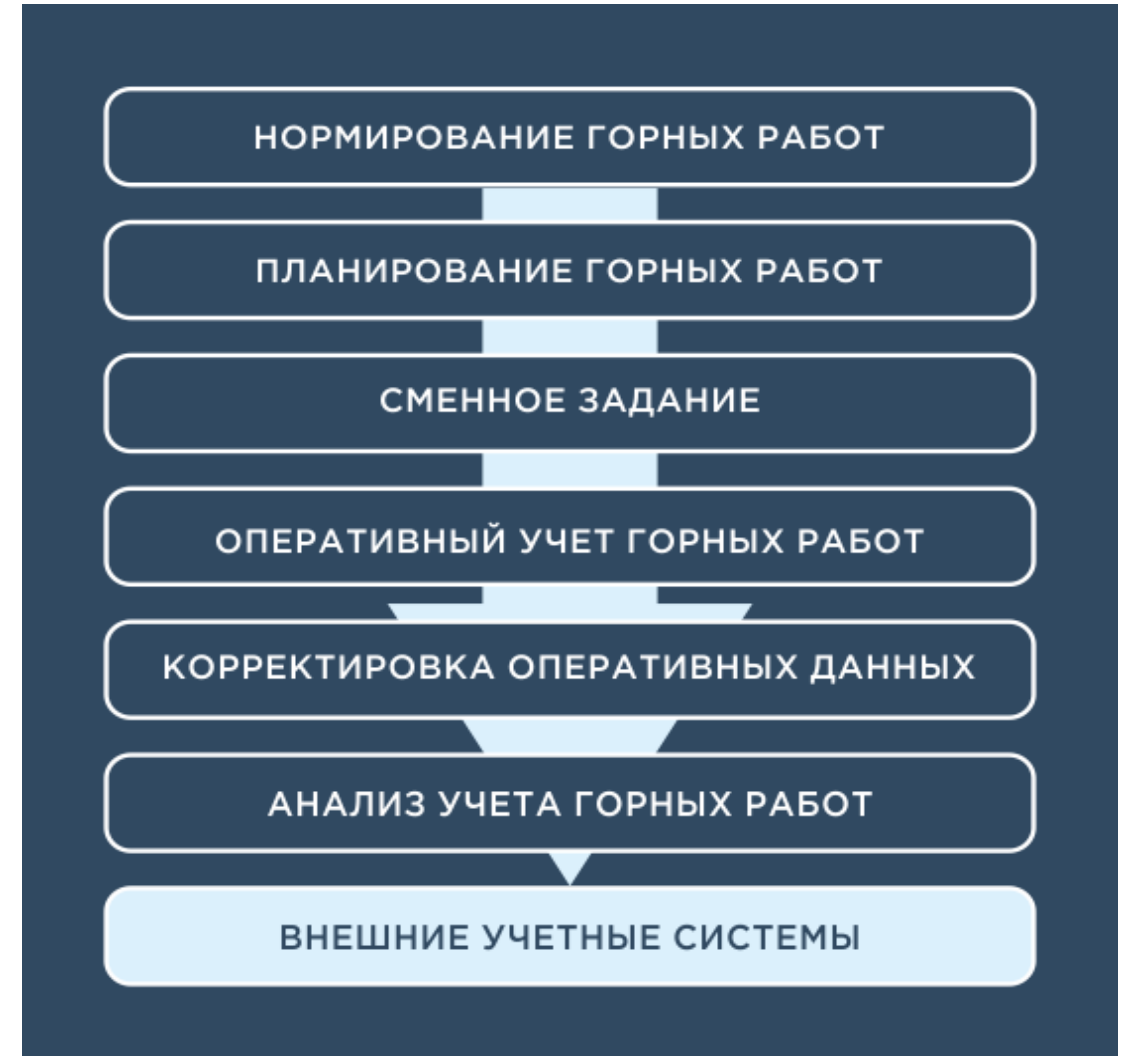 НОРМИРОВАНИЕ ГОРНЫХ РАБОТ
ПЛАНИРОВАНИЕ ГОРНЫХ РАБОТ
СМЕННОЕ ЗАДАНИЕ
ОПЕРАТИВНЫЙ УЧЕТ ГОРНЫХ РАБОТ
КОРРЕКТИРОВКА ОПЕРАТИВНЫХ ДАННЫХ
АНАЛИЗ УЧЕТА ГОРНЫХ РАБОТ
ВНЕШНИЕ УЧЕТНЫЕ СИСТЕМЫ